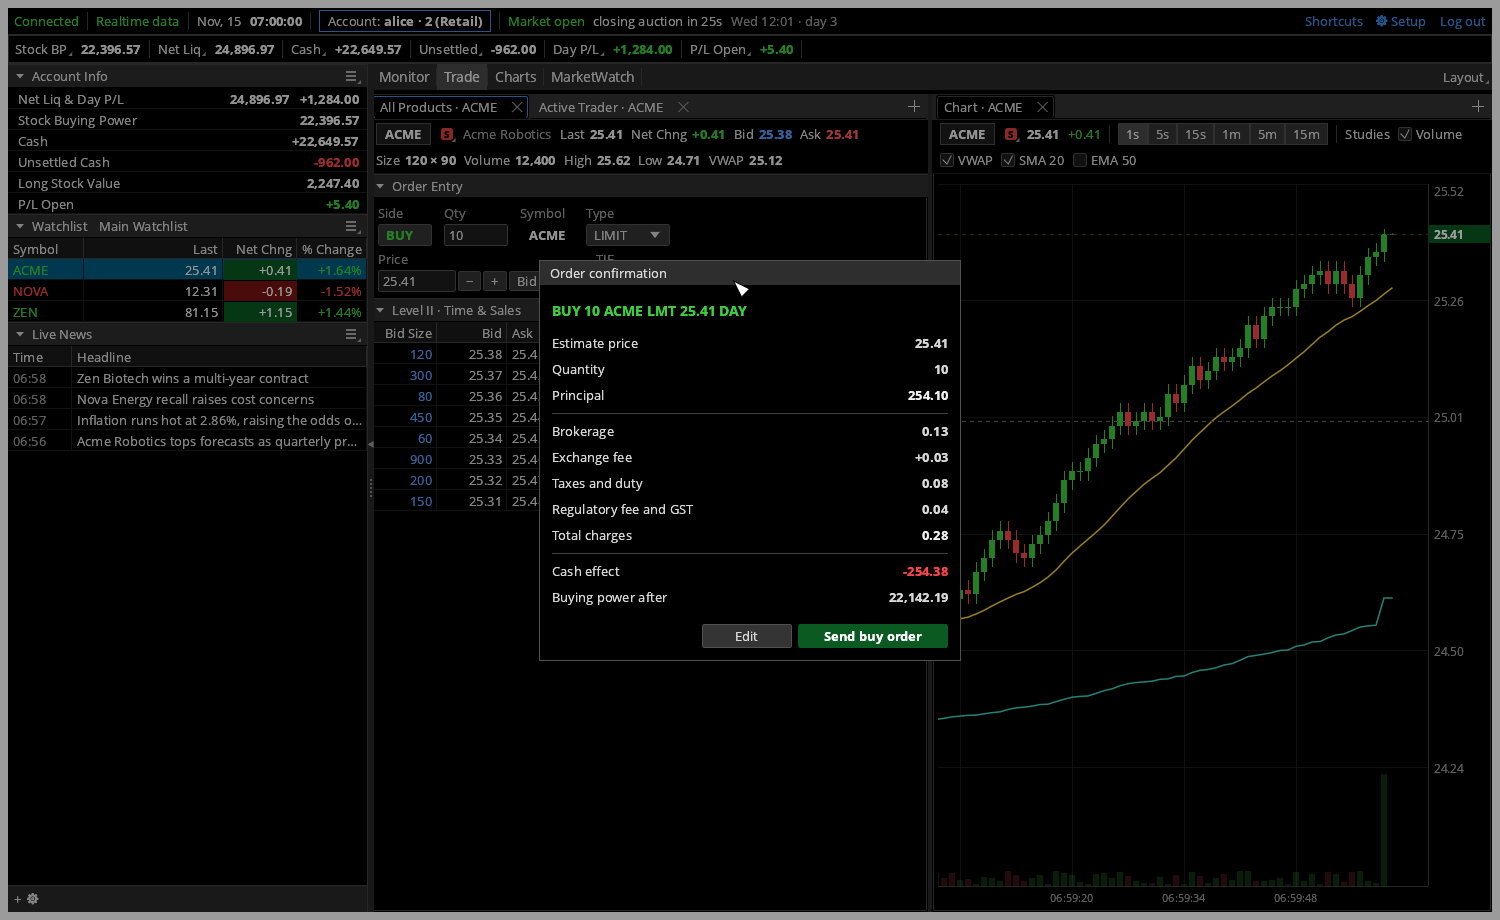 Connected Realtime data Nov, 15 07:00:00 Account: alice · 2 (Retail) Market open closing auction in 25s Wed 12:01 · day 3 Shortcuts Setup Log out
Stock BP 22,396.57 Net Liq 24,896.97 Cash +22,649.57 Unsettled -962.00 Day P/L +1,284.00 P/L Open +5.40
Account Info
Net Liq & Day P/L 24,896.97 +1,284.00
Stock Buying Power 22,396.57
Cash +22,649.57
Unsettled Cash -962.00
Long Stock Value 2,247.40
P/L Open +5.40
Watchlist Main Watchlist
Symbol Last Net Chng % Change
ACME 25.41 +0.41 +1.64%
NOVA 12.31 -0.19 -1.52%
ZEN 81.15 +1.15 +1.44%
Live News
Time Headline
06:58 Zen Biotech wins a multi-year contract
06:58 Nova Energy recall raises cost concerns
06:57 Inflation runs hot at 2.86%, raising the odds o...
06:56 Acme Robotics tops forecasts as quarterly pr...
Monitor Trade Charts MarketWatch Layout
All Products · ACME Active Trader · ACME
ACME S Acme Robotics Last 25.41 Net Chng +0.41 Bid 25.38 Ask 25.41
Size 120 × 90 Volume 12,400 High 25.62 Low 24.71 VWAP 25.12
Order Entry
Side Qty Symbol Type
BUY 10 ACME LIMIT
Price
25.41 − + Bid
Level II · Time & Sales
Bid Size Bid Ask
120 25.38 25.4
300 25.37 25.4
80 25.36 25.4
450 25.35 25.4
60 25.34 25.4
900 25.33 25.4
200 25.32 25.4
150 25.31 25.4
Order confirmation
BUY 10 ACME LMT 25.41 DAY
Estimate price 25.41
Quantity 10
Principal 254.10
Brokerage 0.13
Exchange fee +0.03
Taxes and duty 0.08
Regulatory fee and GST 0.04
Total charges 0.28
Cash effect -254.38
Buying power after 22,142.19
Edit Send buy order
Chart · ACME
ACME S 25.41 +0.41 1s 5s 15s 1m 5m 15m Studies Volume
VWAP SMA 20 EMA 50
25.52
25.41
25.26
25.01
24.75
24.50
24.24
06:59:20 06:59:34 06:59:48